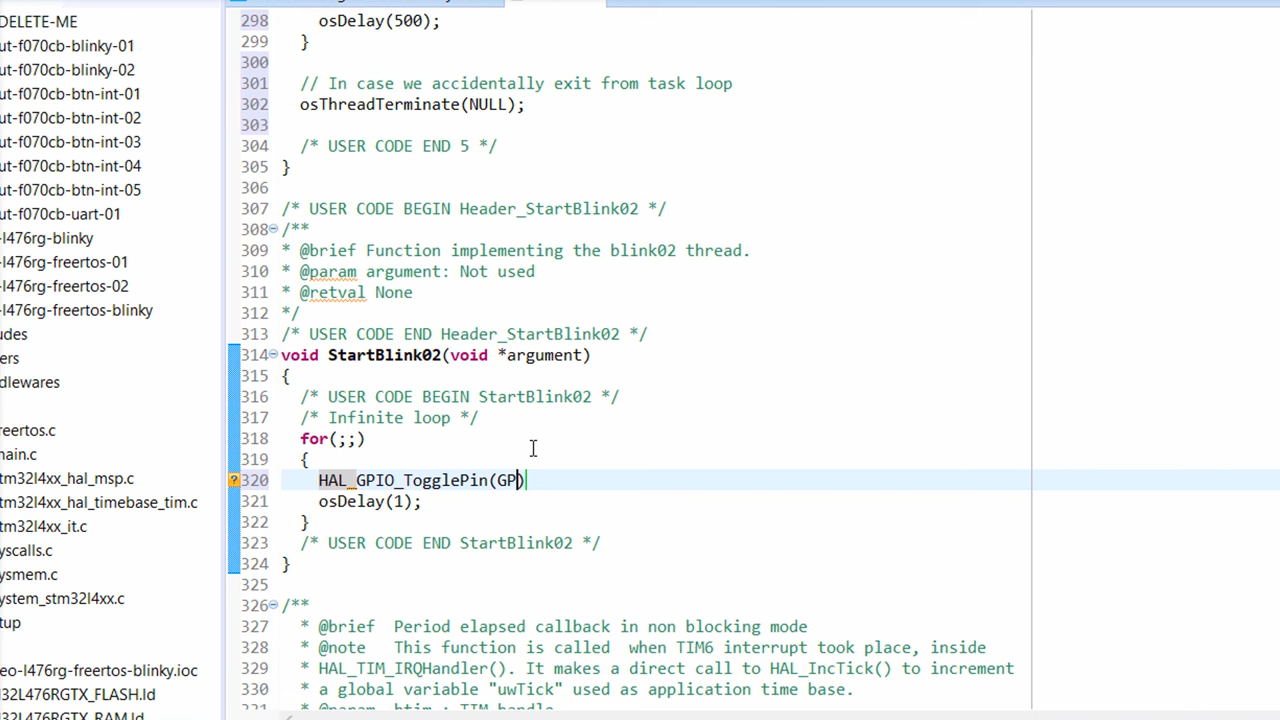 DELETE-ME
ut-f070cb-blinky-01
ut-f070cb-blinky-02
ut-f070cb-btn-int-01
ut-f070cb-btn-int-02
ut-f070cb-btn-int-03
ut-f070cb-btn-int-04
ut-f070cb-btn-int-05
ut-f070cb-uart-01
-l476rg-blinky
-l476rg-freertos-01
-l476rg-freertos-02
-l476rg-freertos-blinky
udes
ers
dlewares
reertos.c
main.c
tm32l4xx_hal_msp.c
tm32l4xx_hal_timebase_tim.c
tm32l4xx_it.c
yscalls.c
ysmem.c
ystem_stm32l4xx.c
tup
eo-l476rg-freertos-blinky.ioc
I32L476RGTX_FLASH.ld
I32L476RGTX_RAM.ld
298 osDelay(500);
299 }
300
301 // In case we accidentally exit from task loop
302 osThreadTerminate(NULL);
303
304 /* USER CODE END 5 */
305 }
306
307 /* USER CODE BEGIN Header_StartBlink02 */
308 /**
309 * @brief Function implementing the blink02 thread.
310 * @param argument: Not used
311 * @retval None
312 */
313 /* USER CODE END Header_StartBlink02 */
314 void StartBlink02(void *argument)
315 {
316 /* USER CODE BEGIN StartBlink02 */
317 /* Infinite loop */
318 for(;;)
319 {
320 HAL_GPIO_TogglePin(GP)
321 osDelay(1);
322 }
323 /* USER CODE END StartBlink02 */
324 }
325
326 /**
327 * @brief Period elapsed callback in non blocking mode
328 * @note This function is called when TIM6 interrupt took place, inside
329 * HAL_TIM_IRQHandler(). It makes a direct call to HAL_IncTick() to increment
330 * a global variable "uwTick" used as application time base.
331 * @param htim : TIM handle